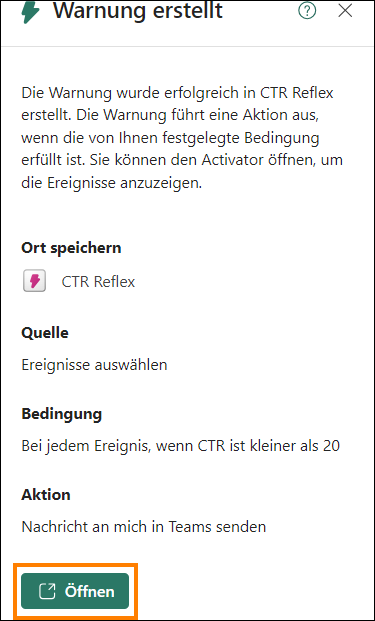 Warnung erstellt
Die Warnung wurde erfolgreich in CTR Reflex
erstellt. Die Warnung führt eine Aktion aus,
wenn die von Ihnen festgelegte Bedingung
erfüllt ist. Sie können den Activator öffnen, um
die Ereignisse anzuzeigen.
Ort speichern
CTR Reflex
Quelle
Ereignisse auswählen
Bedingung
Bei jedem Ereignis, wenn CTR ist kleiner als 20
Aktion
Nachricht an mich in Teams senden
Öffnen